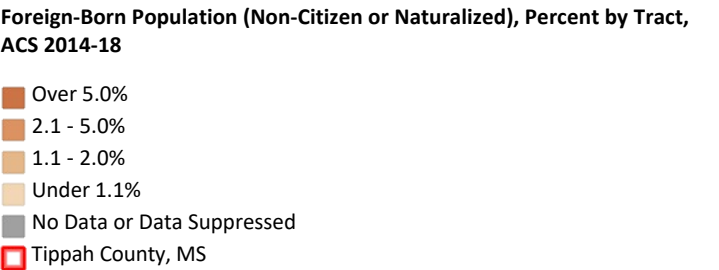 Foreign-Born Population (Non-Citizen or Naturalized), Percent by Tract,
ACS 2014-18
Over 5.0%
2.1 - 5.0%
1.1 - 2.0%
Under 1.1%
No Data or Data Suppressed
Tippah County, MS